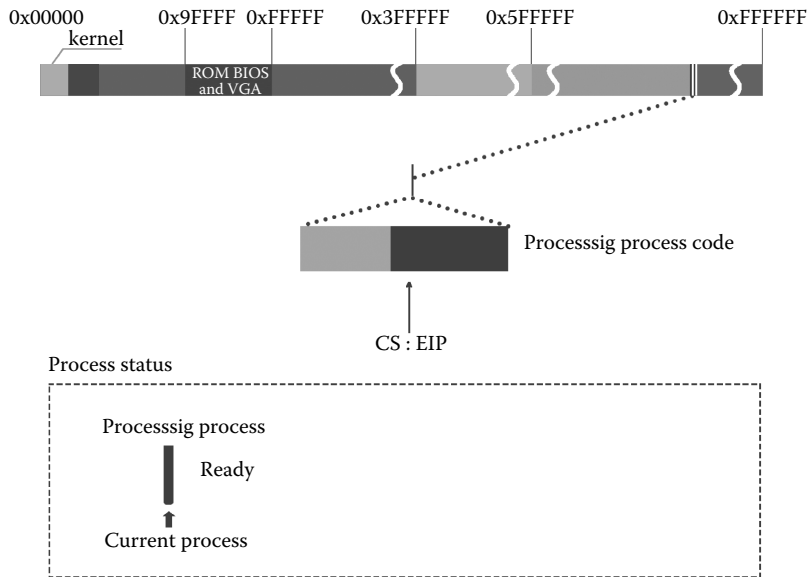 0x00000 0x9FFFF 0xFFFFF 0x3FFFFF 0x5FFFFF 0xFFFFFF
kernel
ROM BIOS
and VGA
Processsig process code
CS : EIP
Process status
Processsig process
Ready
Current process